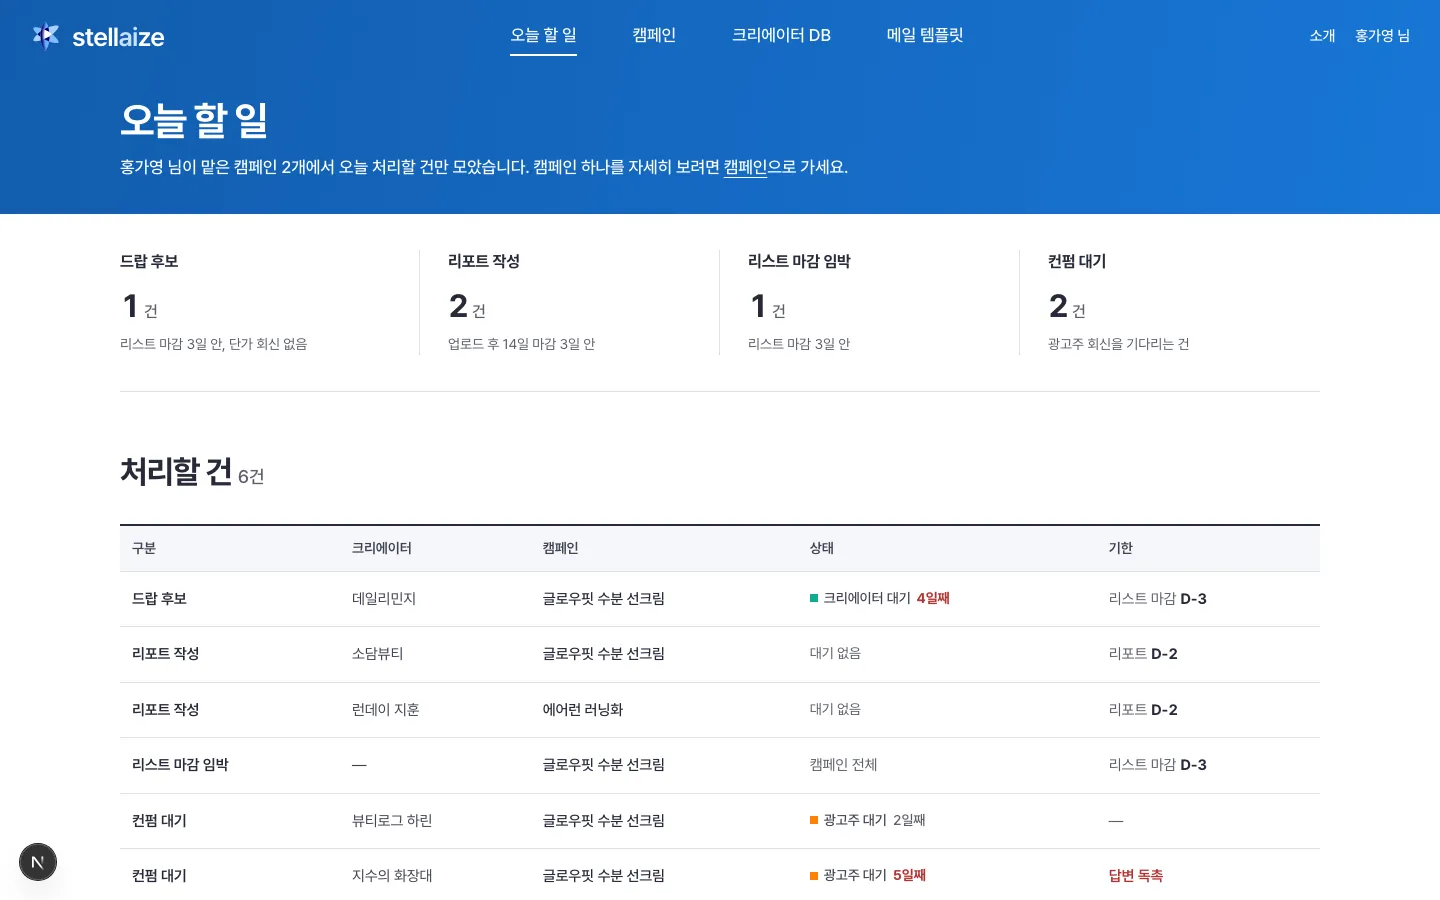 stellaize
오늘 할 일 캠페인 크리에이터 DB 메일 템플릿
소개 홍가영 님
오늘 할 일
홍가영 님이 맡은 캠페인 2개에서 오늘 처리할 건만 모았습니다. 캠페인 하나를 자세히 보려면 캠페인으로 가세요.
드랍 후보 리포트 작성 리스트 마감 임박 컨펌 대기
1 건 2 건 1 건 2 건
리스트 마감 3일 안, 단가 회신 없음 업로드 후 14일 마감 3일 안 리스트 마감 3일 안 광고주 회신을 기다리는 건
처리할 건 6건
구분 크리에이터 캠페인 상태 기한
드랍 후보 데일리민지 글로우핏 수분 선크림 크리에이터 대기 4일째 리스트 마감 D-3
리포트 작성 소담뷰티 글로우핏 수분 선크림 대기 없음 리포트 D-2
리포트 작성 런데이 지훈 에어런 러닝화 대기 없음 리포트 D-2
리스트 마감 임박 — 글로우핏 수분 선크림 캠페인 전체 리스트 마감 D-3
컨펌 대기 뷰티로그 하린 글로우핏 수분 선크림 광고주 대기 2일째 —
컨펌 대기 지수의 화장대 글로우핏 수분 선크림 광고주 대기 5일째 답변 독촉
N